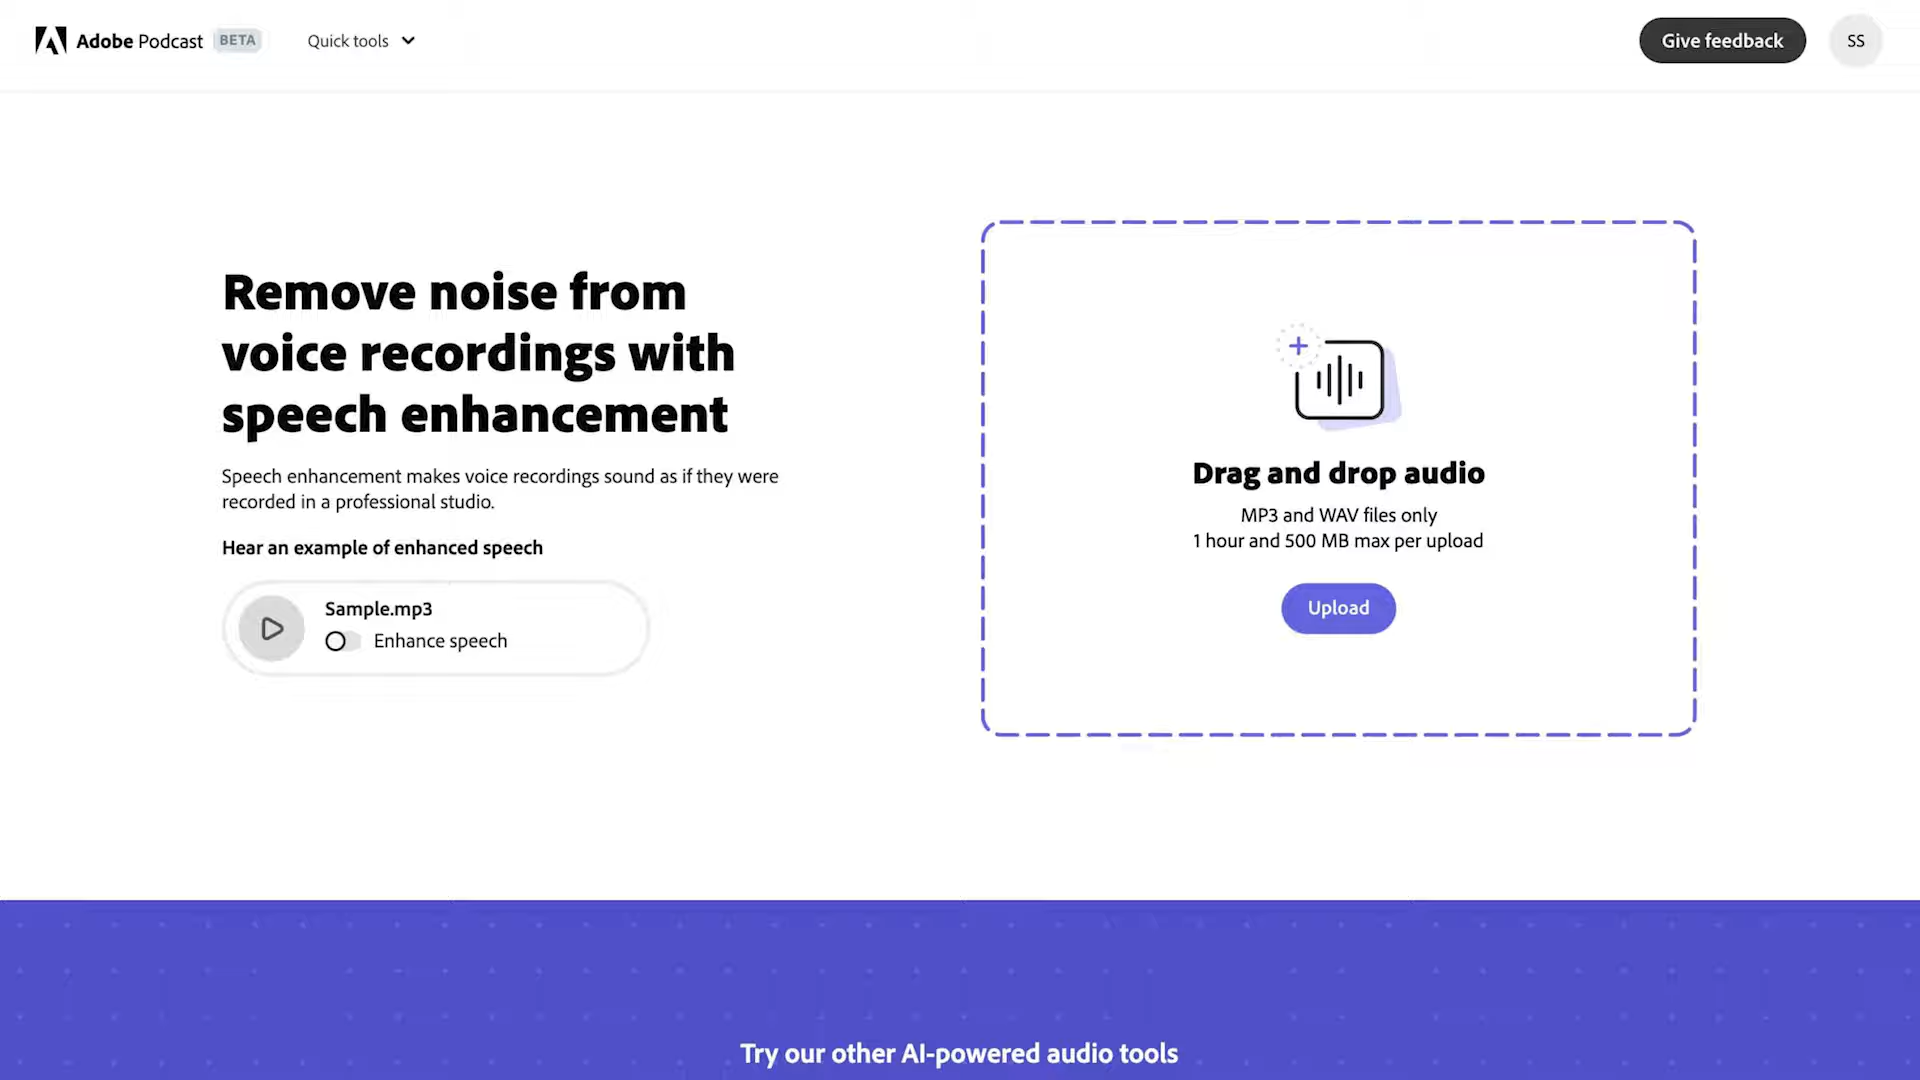 Adobe Podcast BETA Quick tools Give feedback SS
Remove noise from
voice recordings with
speech enhancement
Speech enhancement makes voice recordings sound as if they were
recorded in a professional studio.
Hear an example of enhanced speech
Sample.mp3
Enhance speech
Drag and drop audio
MP3 and WAV files only
1 hour and 500 MB max per upload
Upload
Try our other AI-powered audio tools